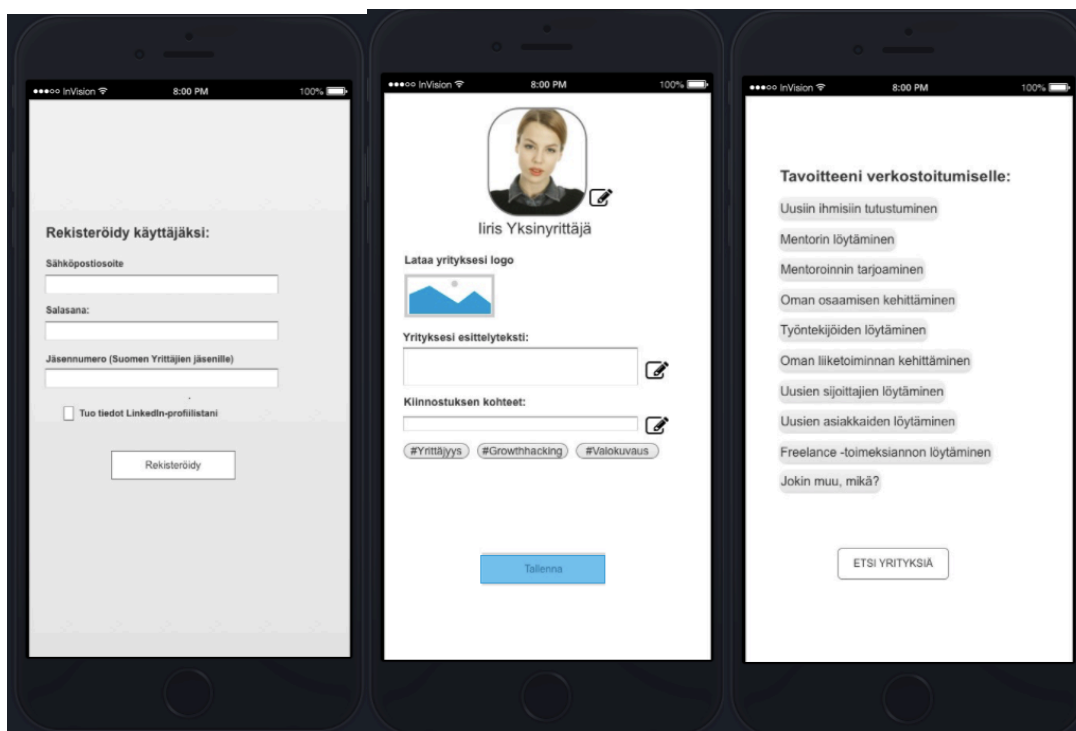 InVision 8:00 PM 100%
Rekisteröidy käyttäjäksi:
Sähköpostiosoite
Salasana:
Jäsennumero (Suomen Yrittäjien jäsenille)
Tuo tiedot LinkedIn-profiilistani
Rekisteröidy
InVision 8:00 PM 100%
Iiris Yksinyrittäjä
Lataa yrityksesi logo
Yrityksesi esittelyteksti:
Kiinnostuksen kohteet:
#Yrittäjyys #Growthhacking #Valokuvaus
Tallenna
InVision 8:00 PM 100%
Tavoitteeni verkostoitumiselle:
Uusiin ihmisiin tutustuminen
Mentorin löytäminen
Mentoroinnin tarjoaminen
Oman osaamisen kehittäminen
Työntekijöiden löytäminen
Oman liiketoiminnan kehittäminen
Uusien sijoittajien löytäminen
Uusien asiakkaiden löytäminen
Freelance -toimeksiannon löytäminen
Jokin muu, mikä?
ETSI YRITYKSIÄ